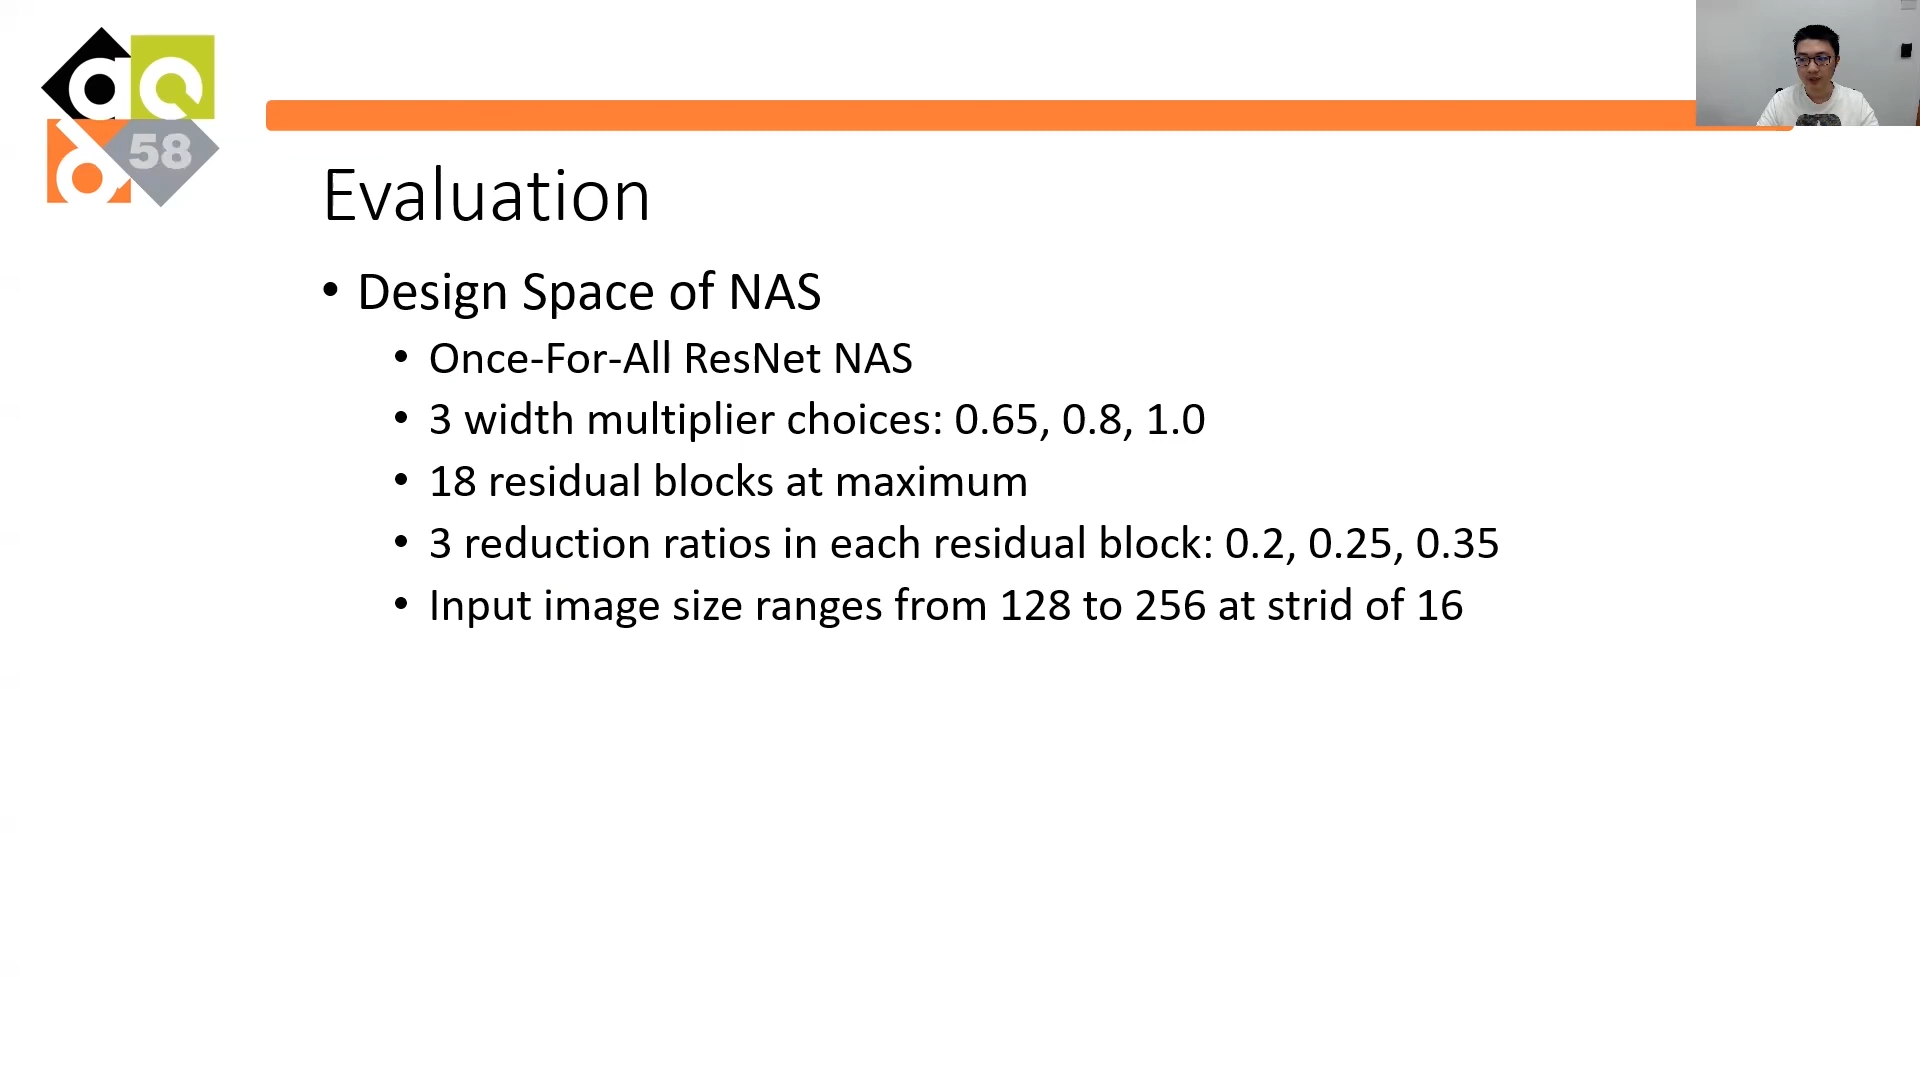 dac
58
Evaluation
• Design Space of NAS
• Once-For-All ResNet NAS
• 3 width multiplier choices: 0.65, 0.8, 1.0
• 18 residual blocks at maximum
• 3 reduction ratios in each residual block: 0.2, 0.25, 0.35
• Input image size ranges from 128 to 256 at strid of 16